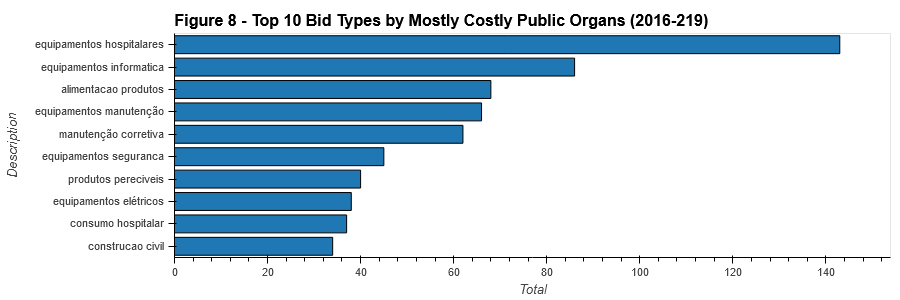 Figure 8 - Top 10 Bid Types by Mostly Costly Public Organs (2016-219)
Description
equipamentos hospitalares
equipamentos informatica
alimentacao produtos
equipamentos manutenção
manutenção corretiva
equipamentos seguranca
produtos pereciveis
equipamentos elétricos
consumo hospitalar
construcao civil
0 20 40 60 80 100 120 140
Total